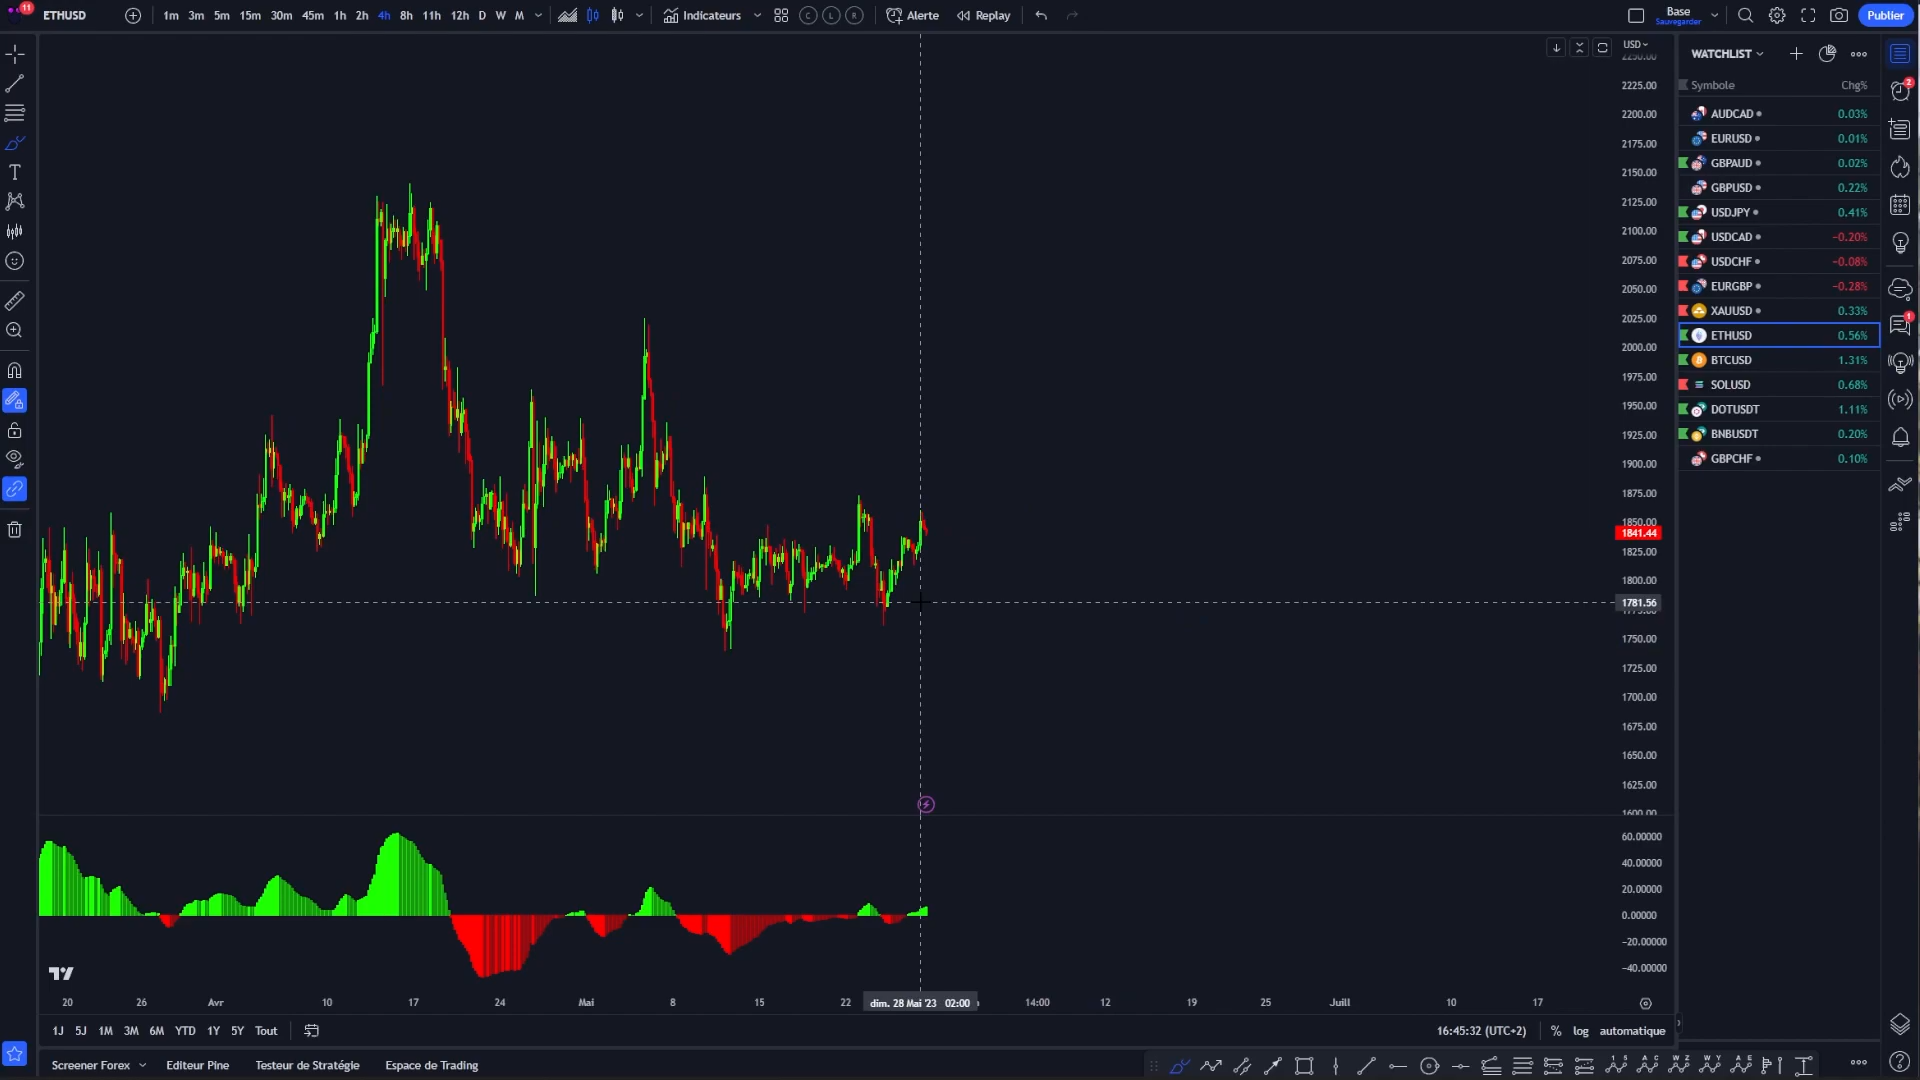 11
ETHUSD
1m 3m 5m 15m 30m 45m 1h 2h 4h 8h 11h 12h D W M
Indicateurs
C L R
Alerte
Replay
Base
Sauvegarder
Publier
USD
2250.00
2225.00
2200.00
2175.00
2150.00
2125.00
2100.00
2075.00
2050.00
2025.00
2000.00
1975.00
1950.00
1925.00
1900.00
1875.00
1850.00
1841.44
1825.00
1800.00
1781.56
1750.00
1725.00
1700.00
1675.00
1650.00
1625.00
1600.00
60.00000
40.00000
20.00000
0.00000
−20.00000
−40.00000
WATCHLIST
Symbole Chg%
AUDCAD 0.03%
EURUSD 0.01%
GBPAUD 0.02%
GBPUSD 0.22%
USDJPY 0.41%
USDCAD −0.20%
USDCHF −0.08%
EURGBP −0.28%
XAUUSD 0.33%
ETHUSD 0.56%
BTCUSD 1.31%
SOLUSD 0.68%
DOTUSDT 1.11%
BNBUSDT 0.20%
GBPCHF 0.10%
2
1
20 26 Avr 10 17 24 Mai 8 15 22 dim. 28 Mai '23 02:00 14:00 12 19 25 Juill 10 17
1J 5J 1M 3M 6M YTD 1Y 5Y Tout
16:45:32 (UTC+2) % log automatique
Screener Forex Editeur Pine Testeur de Stratégie Espace de Trading